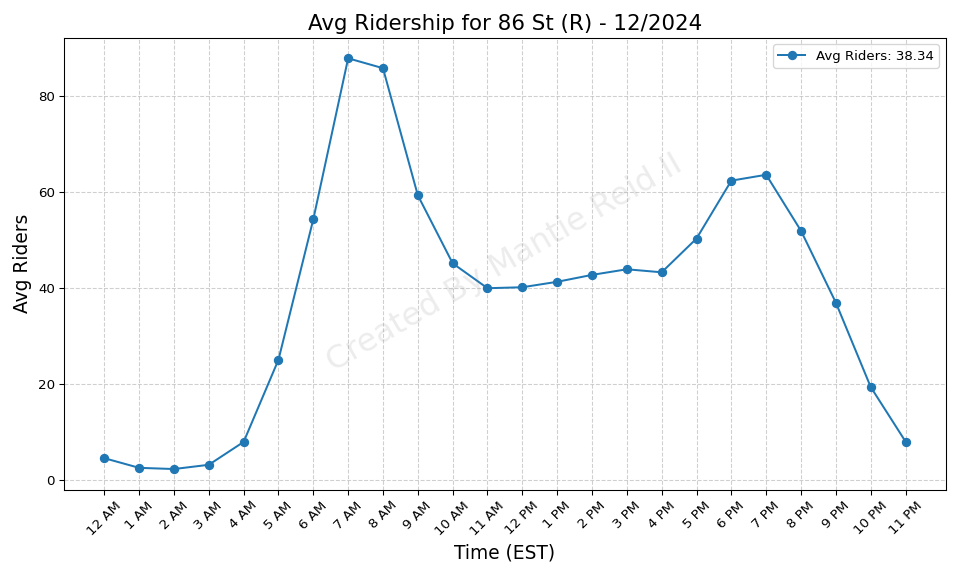 Avg Ridership for 86 St (R) - 12/2024
Avg Riders: 38.34
Avg Riders
80
60
40
20
0
Created By Mantle Reid II
12 AM
1 AM
2 AM
3 AM
4 AM
5 AM
6 AM
7 AM
8 AM
9 AM
10 AM
11 AM
12 PM
1 PM
2 PM
3 PM
4 PM
5 PM
6 PM
7 PM
8 PM
9 PM
10 PM
11 PM
Time (EST)